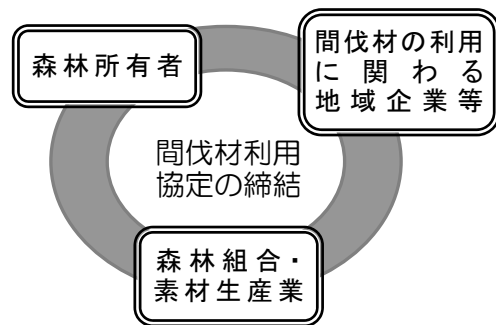 森林所有者
間伐材の利用
に関わる
地域企業等
間伐材利用
協定の締結
森林組合・
素材生産業